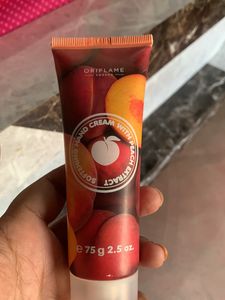 ORIFLAME
SWEDEN
SOFTENING HAND CREAM WITH PEACH EXTRACT
e 75 g 2.5 oz.